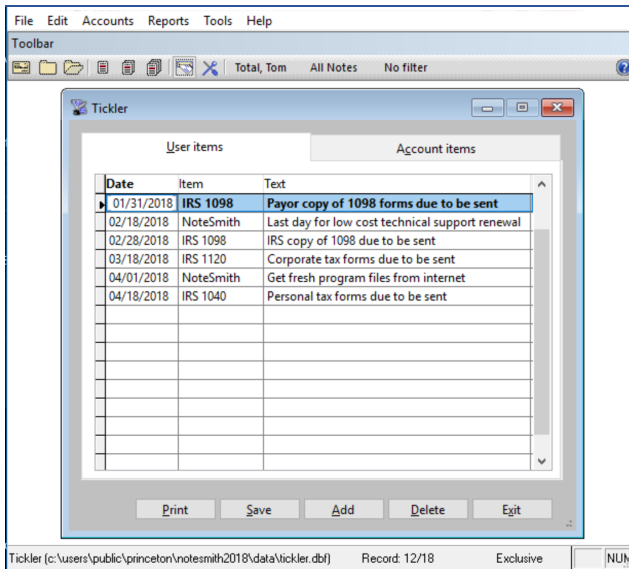 File Edit Accounts Reports Tools Help
Toolbar
Total, Tom All Notes No filter
Tickler
User items Account items
Date Item Text
01/31/2018 IRS 1098 Payor copy of 1098 forms due to be sent
02/18/2018 NoteSmith Last day for low cost technical support renewal
02/28/2018 IRS 1098 IRS copy of 1098 due to be sent
03/18/2018 IRS 1120 Corporate tax forms due to be sent
04/01/2018 NoteSmith Get fresh program files from internet
04/18/2018 IRS 1040 Personal tax forms due to be sent
Print Save Add Delete Exit
Tickler (c:\users\public\princeton\notesmith2018\data\tickler.dbf) Record: 12/18 Exclusive NUM